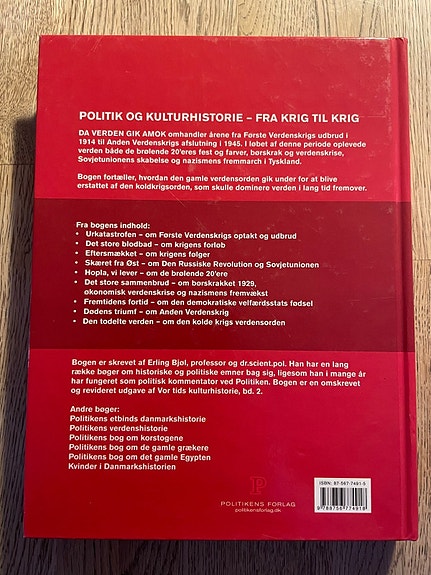 POLITIK OG KULTURHISTORIE – FRA KRIG TIL KRIG
DA VERDEN GIK AMOK omhandler årene fra Første Verdenskrigs udbrud i
1914 til Anden Verdenskrigs afslutning i 1945. I løbet af denne periode oplevede
verden både de brølende 20'eres fest og farver, børskrak og verdenskrise,
Sovjetunionens skabelse og nazismens fremmarch i Tyskland.
Bogen fortæller, hvordan den gamle verdensorden gik under for at blive
erstattet af den koldkrigsorden, som skulle dominere verden i lang tid fremover.
Fra bogens indhold:
• Urkatastrofen – om Første Verdenskrigs optakt og udbrud
• Det store blodbad – om krigens forløb
• Eftersmækket – om krigens følger
• Skæret fra Øst – om Den Russiske Revolution og Sovjetunionen
• Hopla, vi lever – om de brølende 20'ere
• Det store sammenbrud – om børskrakket 1929,
økonomisk verdenskrise og nazismens fremvækst
• Fremtidens fortid – om den demokratiske velfærdsstats fødsel
• Dødens triumf – om Anden Verdenskrig
• Den todelte verden – om den kolde krigs verdensorden
Bogen er skrevet af Erling Bjøl, professor og dr.scient.pol. Han har en lang
række bøger om historiske og politiske emner bag sig, ligesom han i mange år
har fungeret som politisk kommentator ved Politiken. Bogen er en omskrevet
og revideret udgave af Vor tids kulturhistorie, bd. 2.
Andre bøger:
Politikens etbinds danmarkshistorie
Politikens verdenshistorie
Politikens bog om korstogene
Politikens bog om de gamle grækere
Politikens bog om det gamle Egypten
Kvinder i Danmarkshistorien
P
POLITIKENS FORLAG
politikensforlag.dk
ISBN: 87-567-7491-5
9 788756 774918